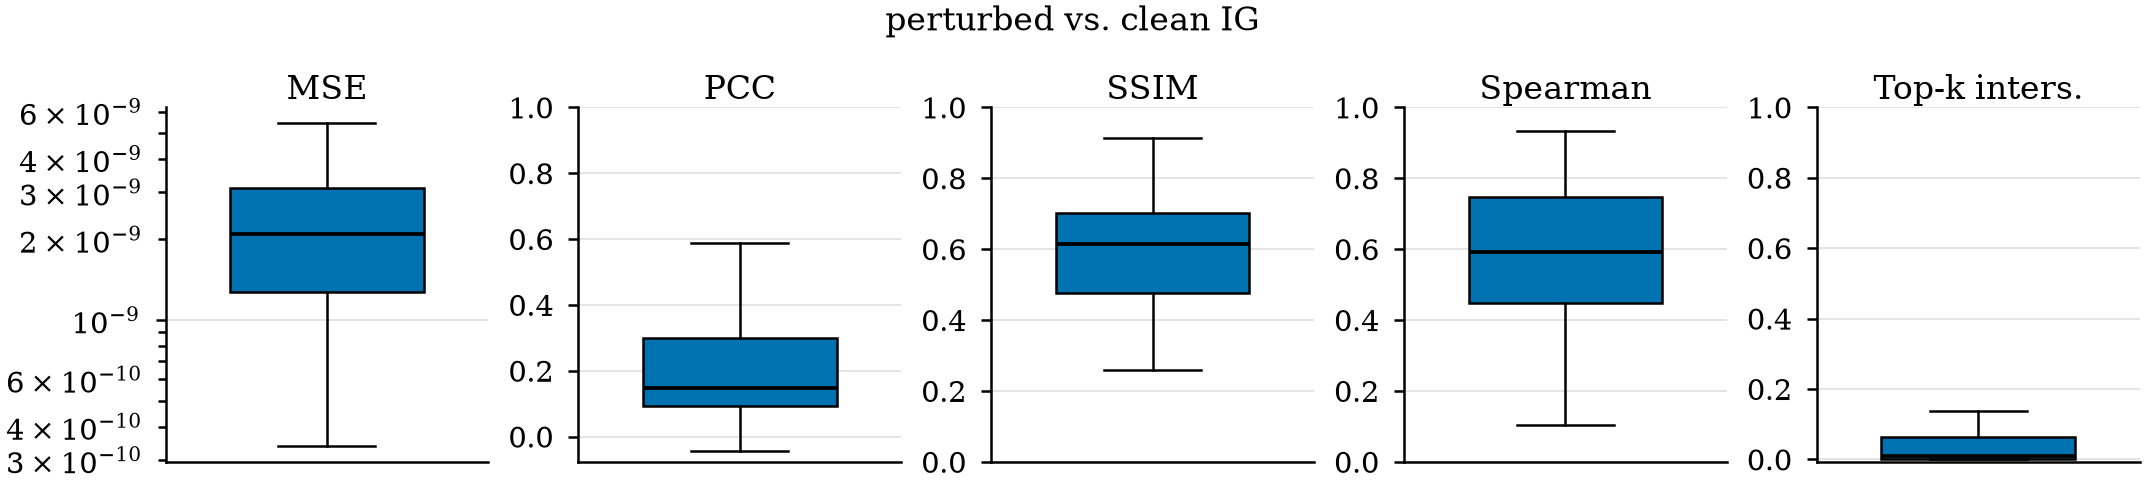 perturbed vs. clean IG
MSE
6 × 10⁻⁹
4 × 10⁻⁹
3 × 10⁻⁹
2 × 10⁻⁹
10⁻⁹
6 × 10⁻¹⁰
4 × 10⁻¹⁰
3 × 10⁻¹⁰
PCC
1.0
0.8
0.6
0.4
0.2
0.0
SSIM
1.0
0.8
0.6
0.4
0.2
0.0
Spearman
1.0
0.8
0.6
0.4
0.2
0.0
Top-k inters.
1.0
0.8
0.6
0.4
0.2
0.0